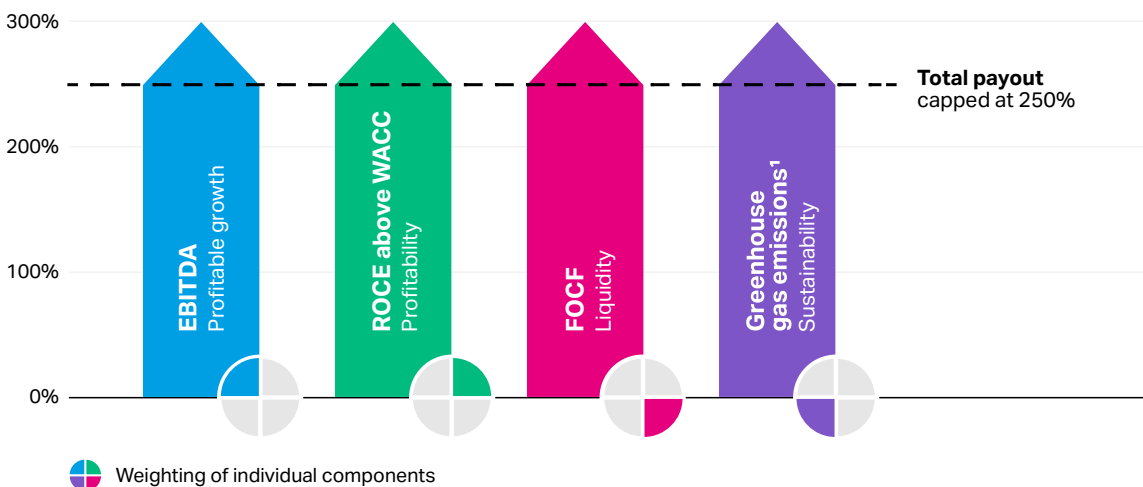 300%
Total payout
capped at 250%
200%
100%
0%
EBITDA
Profitable growth
ROCE above WACC
Profitability
FOCF
Liquidity
Greenhouse
gas emissions¹
Sustainability
Weighting of individual components